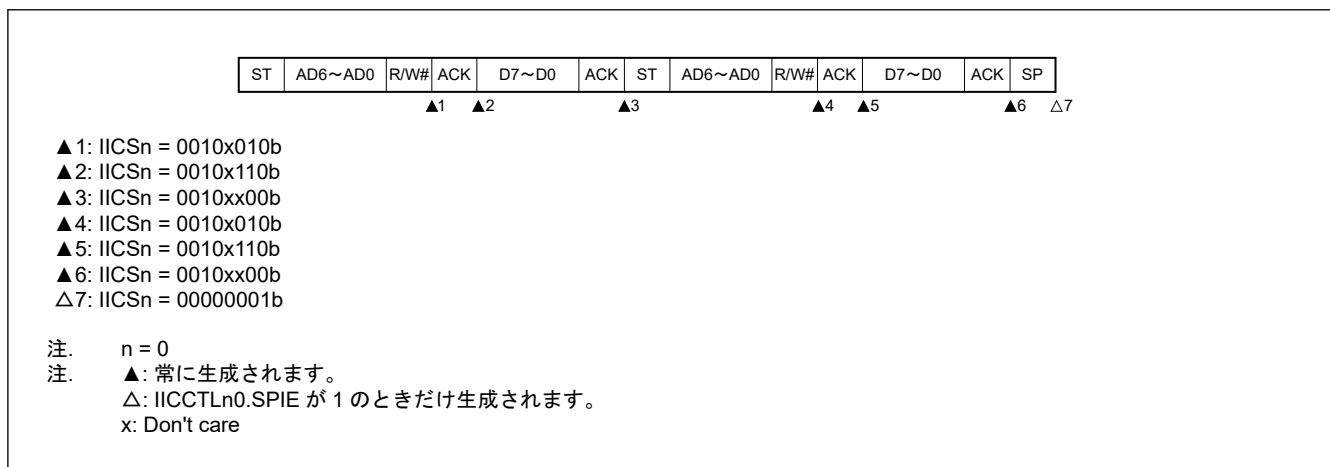 ST AD6～AD0 R/W# ACK D7～D0 ACK ST AD6～AD0 R/W# ACK D7～D0 ACK SP
▲1 ▲2 ▲3 ▲4 ▲5 ▲6 △7
▲1: IICSn = 0010x010b
▲2: IICSn = 0010x110b
▲3: IICSn = 0010xx00b
▲4: IICSn = 0010x010b
▲5: IICSn = 0010x110b
▲6: IICSn = 0010xx00b
△7: IICSn = 00000001b
注. n = 0
注. ▲: 常に生成されます。
△: IICCTLn0.SPIE が 1 のときだけ生成されます。
x: Don't care